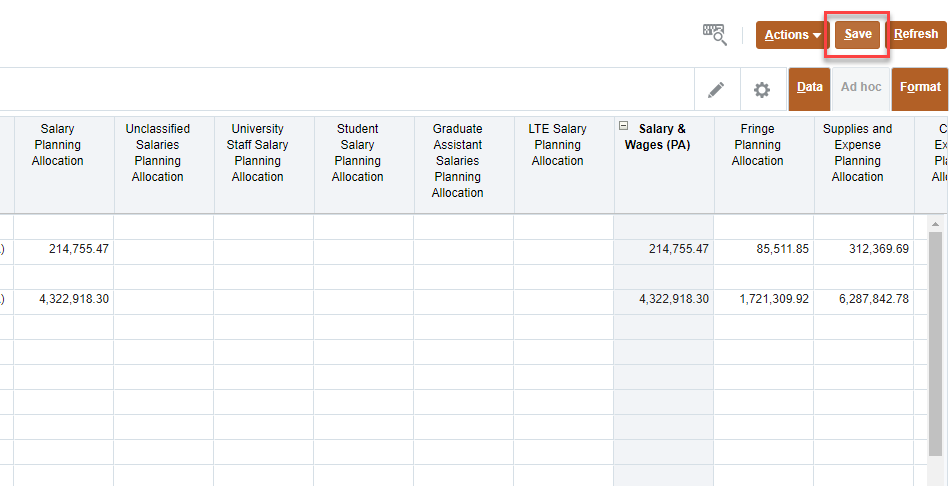 Actions Save Refresh
Data Ad hoc Format
Salary Planning Allocation
Unclassified Salaries Planning Allocation
University Staff Salary Planning Allocation
Student Salary Planning Allocation
Graduate Assistant Salaries Planning Allocation
LTE Salary Planning Allocation
Salary & Wages (PA)
Fringe Planning Allocation
Supplies and Expense Planning Allocation
214,755.47 214,755.47 85,511.85 312,369.69
4,322,918.30 4,322,918.30 1,721,309.92 6,287,842.78